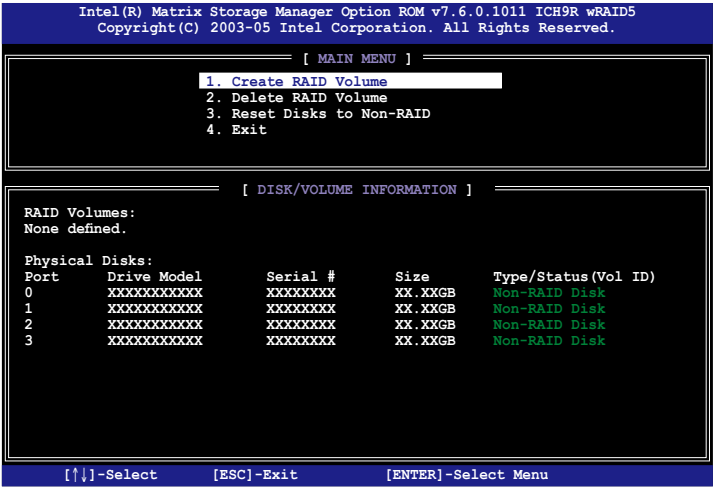 Intel(R) Matrix Storage Manager Option ROM v7.6.0.1011 ICH9R wRAID5
Copyright(C) 2003-05 Intel Corporation. All Rights Reserved.
[ MAIN MENU ]
1. Create RAID Volume
2. Delete RAID Volume
3. Reset Disks to Non-RAID
4. Exit
[ DISK/VOLUME INFORMATION ]
RAID Volumes:
None defined.
Physical Disks:
Port Drive Model Serial # Size Type/Status(Vol ID)
0 XXXXXXXXXXX XXXXXXXX XX.XXGB Non-RAID Disk
1 XXXXXXXXXXX XXXXXXXX XX.XXGB Non-RAID Disk
2 XXXXXXXXXXX XXXXXXXX XX.XXGB Non-RAID Disk
3 XXXXXXXXXXX XXXXXXXX XX.XXGB Non-RAID Disk
[↑↓]-Select [ESC]-Exit [ENTER]-Select Menu